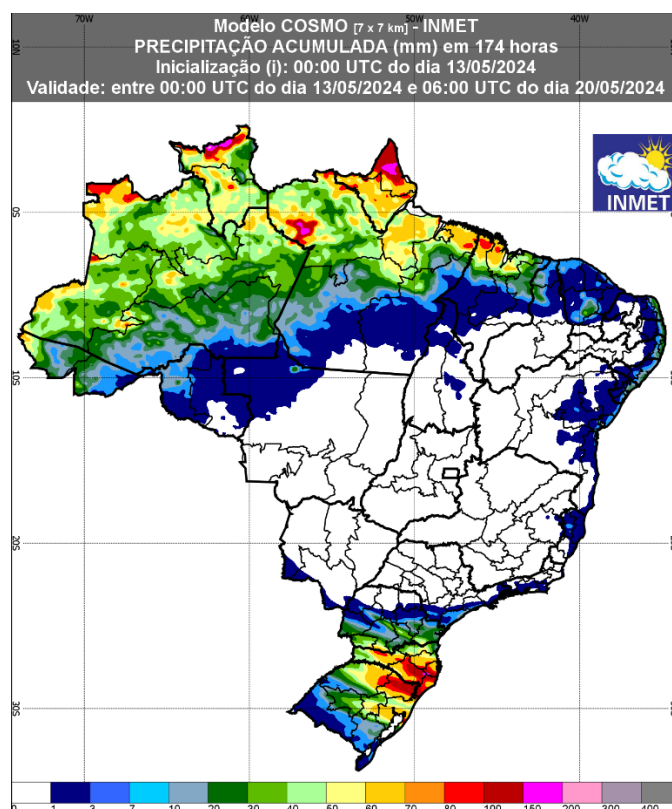 Modelo COSMO [7 x 7 km] - INMET
PRECIPITAÇÃO ACUMULADA (mm) em 174 horas
Inicialização (i): 00:00 UTC do dia 13/05/2024
Validade: entre 00:00 UTC do dia 13/05/2024 e 06:00 UTC do dia 20/05/2024
70W 60W 50W 40W
10N
INMET
10S
20S
30S
0 1 3 7 10 20 30 40 50 60 70 80 100 150 200 300 400